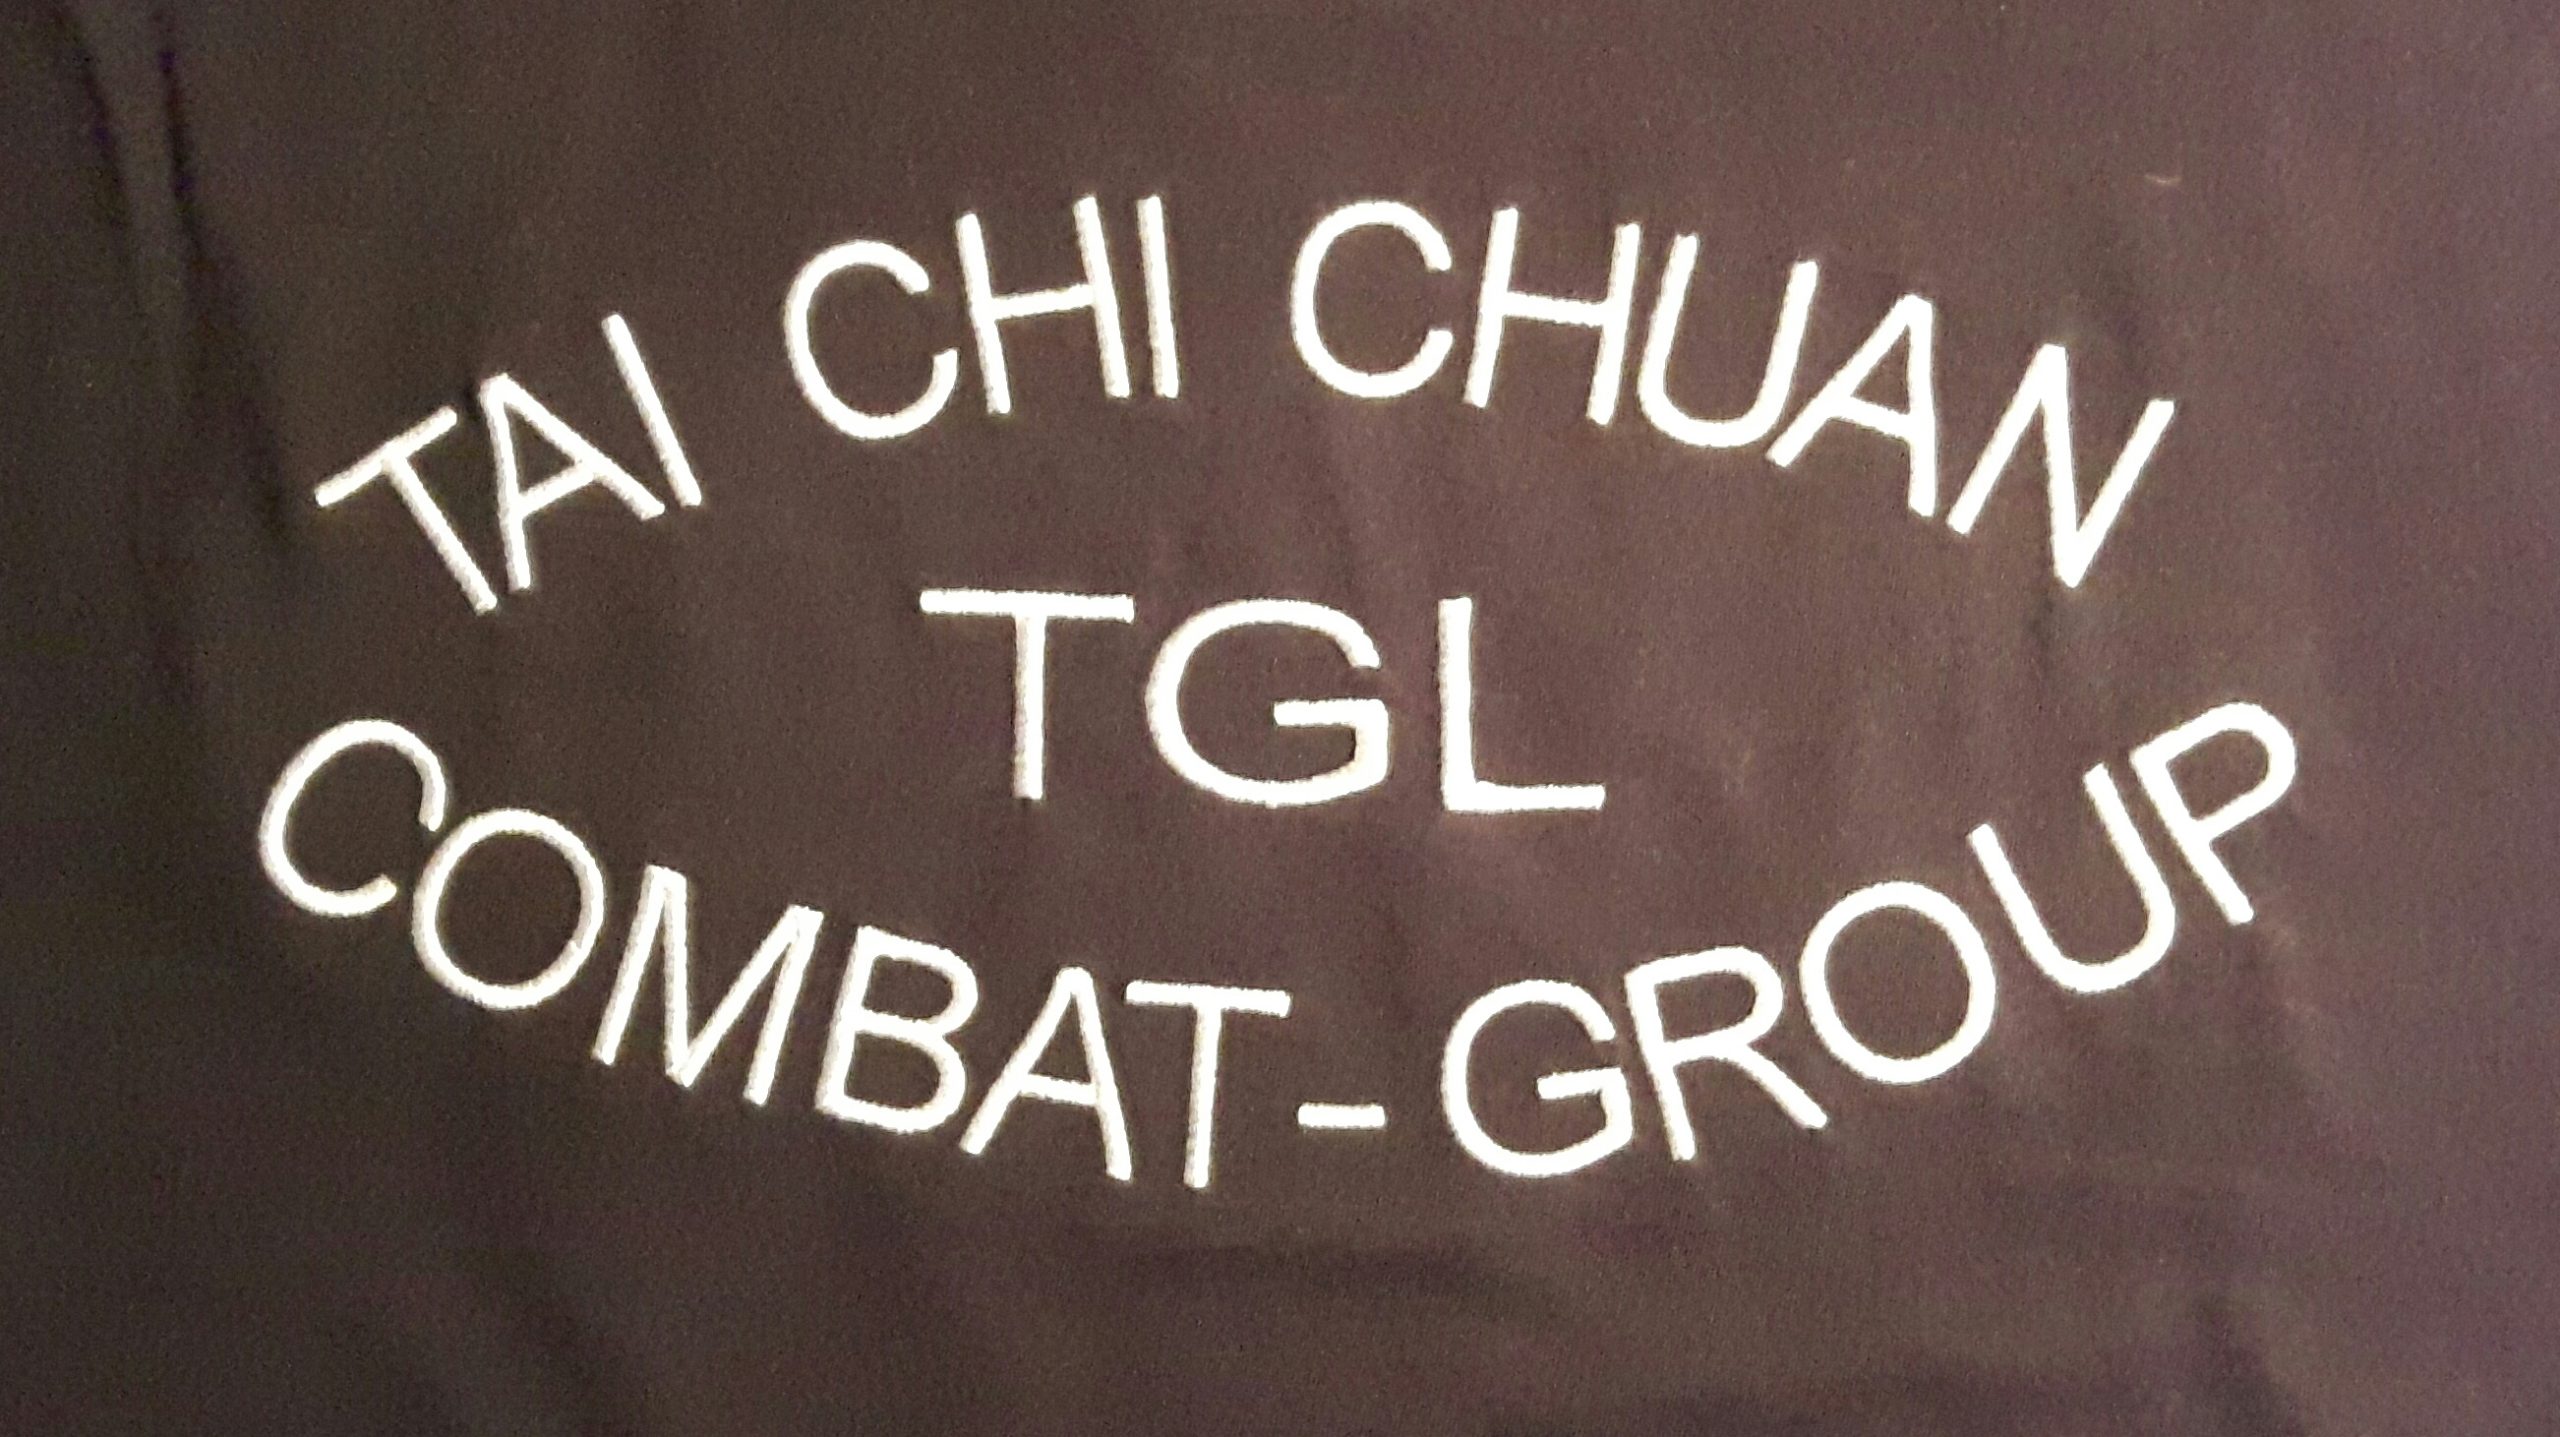 TAI CHI CHUAN
TGL
COMBAT-GROUP